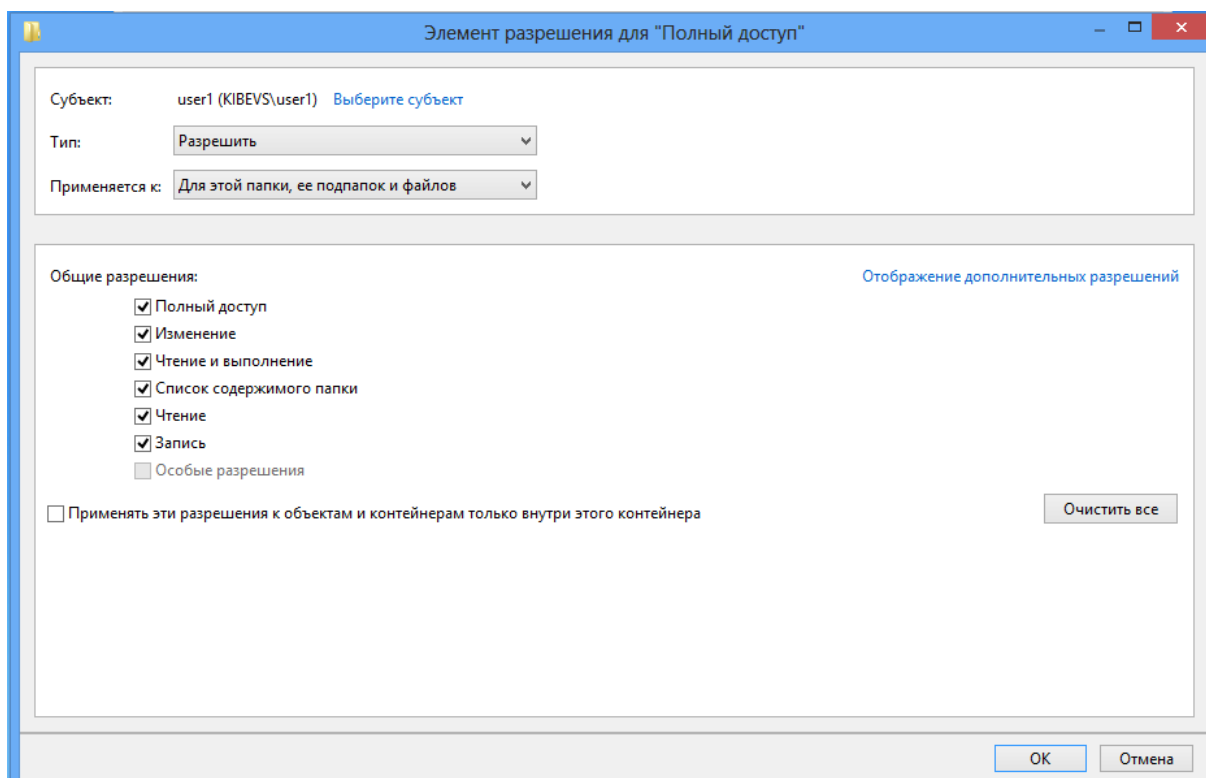 Элемент разрешения для "Полный доступ"
Субъект: user1 (KIBEVS\user1) Выберите субъект
Тип: Разрешить
Применяется к: Для этой папки, ее подпапок и файлов
Общие разрешения: Отображение дополнительных разрешений
Полный доступ
Изменение
Чтение и выполнение
Список содержимого папки
Чтение
Запись
Особые разрешения
Применять эти разрешения к объектам и контейнерам только внутри этого контейнера Очистить все
OK Отмена